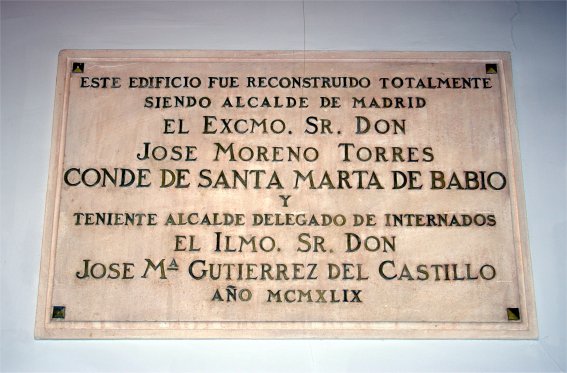 ESTE EDIFICIO FUE RECONSTRUIDO TOTALMENTE
SIENDO ALCALDE DE MADRID
EL EXCMO. SR. DON
JOSE MORENO TORRES
CONDE DE SANTA MARTA DE BABIO
Y
TENIENTE ALCALDE DELEGADO DE INTERNADOS
EL ILMO. SR. DON
JOSE Mª GUTIERREZ DEL CASTILLO
AÑO MCMXLIX